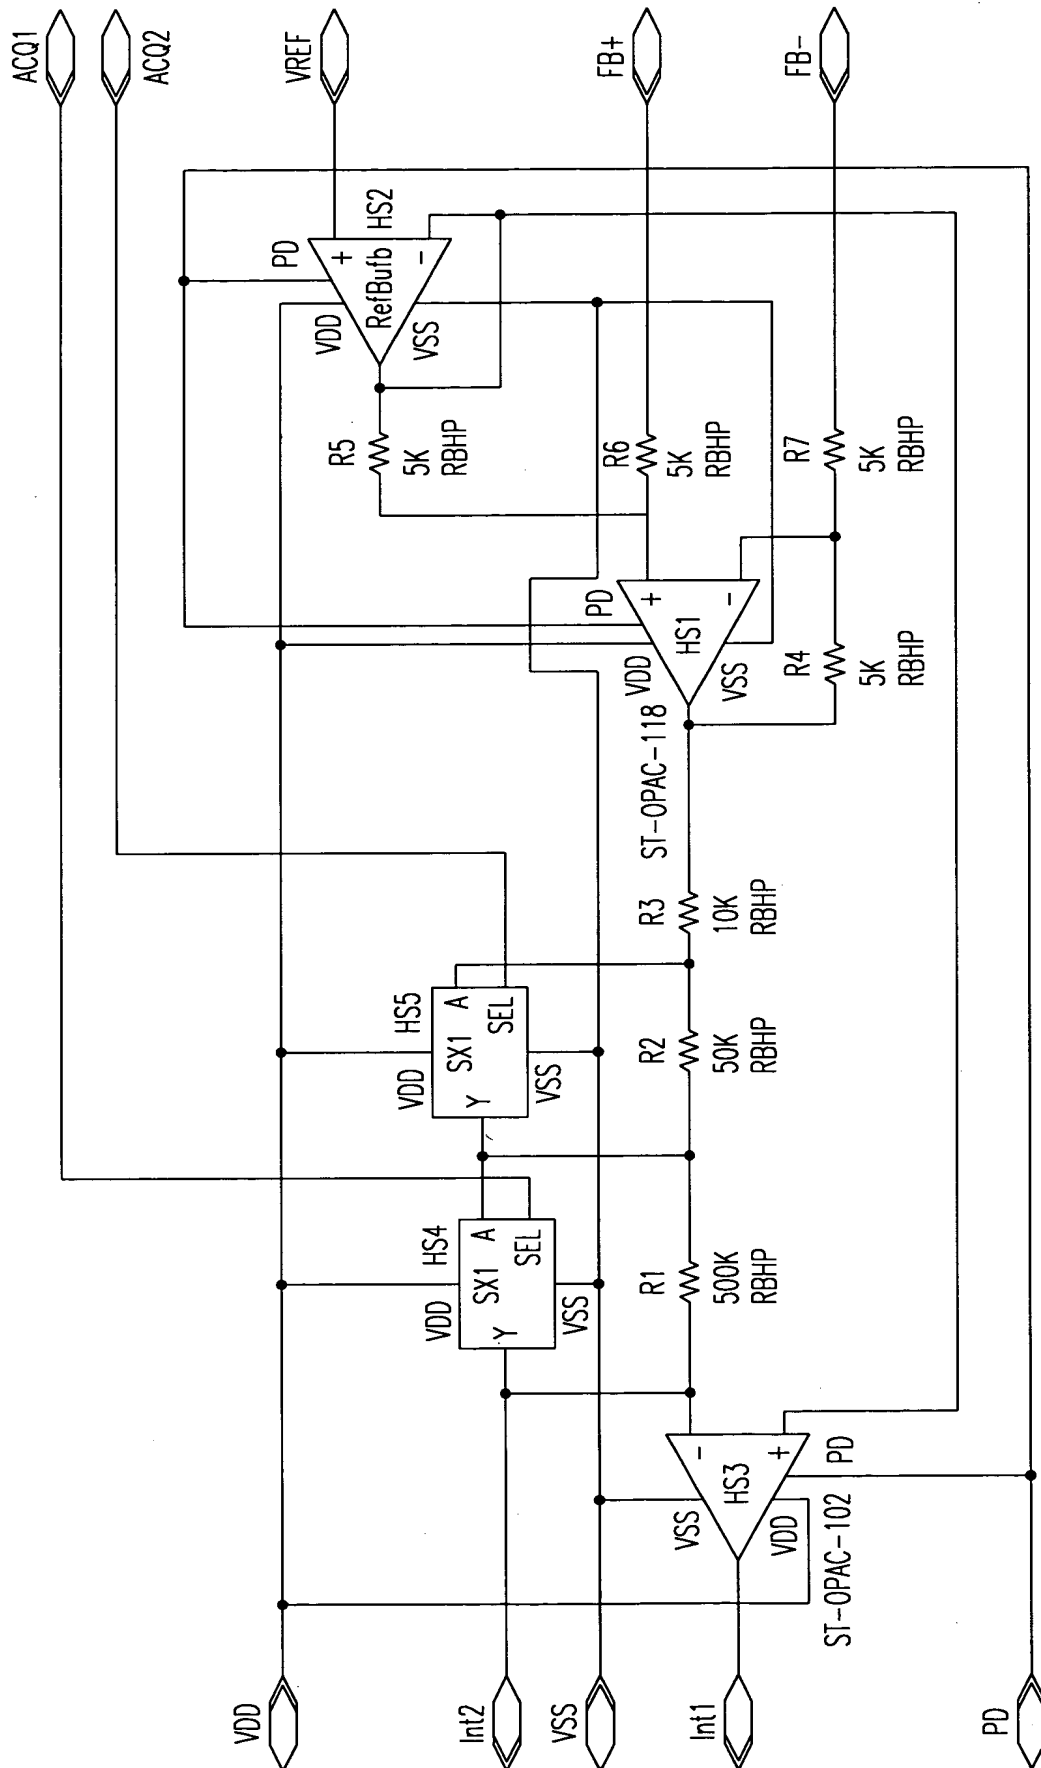 ACQ1
ACQ2
VREF
FB+
FB-
PD
HS2
+
-
RefBufb
VDD
VSS
R5
5K
RBHP
R6
5K
RBHP
R7
5K
RBHP
PD
+
-
HS1
VDD
VSS
ST-OPAC-118
R4
5K
RBHP
R3
10K
RBHP
HS5
A
SEL
SX1
Y
VDD
VSS
R2
50K
RBHP
HS4
A
SEL
SX1
Y
VDD
VSS
R1
500K
RBHP
-
+
HS3
PD
VSS
VDD
ST-OPAC-102
VDD
Int2
VSS
Int1
PD